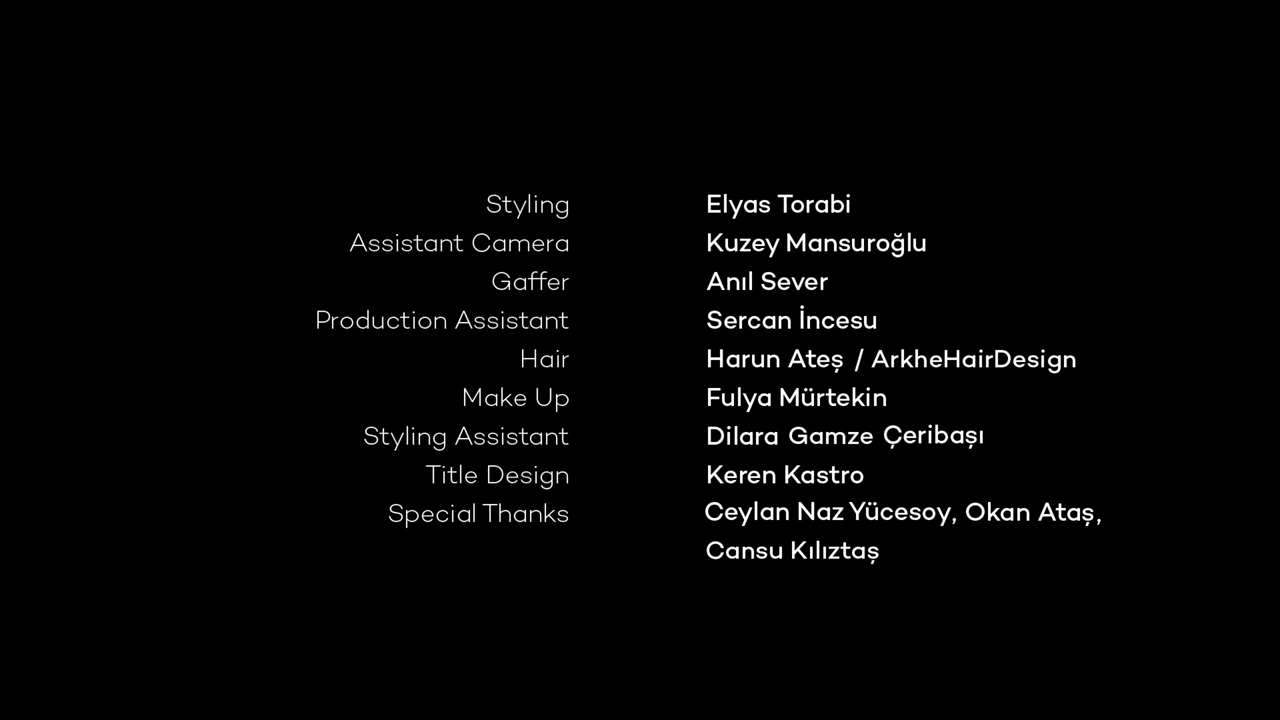 Styling Elyas Torabi
Assistant Camera Kuzey Mansuroğlu
Gaffer Anıl Sever
Production Assistant Sercan İncesu
Hair Harun Ateş / ArkheHairDesign
Make Up Fulya Mürtekin
Styling Assistant Dilara Gamze Çeribaşı
Title Design Keren Kastro
Special Thanks Ceylan Naz Yücesoy, Okan Ataş,
Cansu Kılıztaş